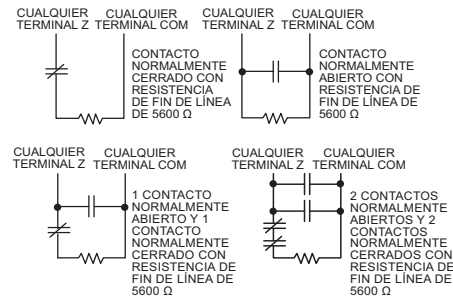 CUALQUIER TERMINAL Z
CUALQUIER TERMINAL COM
CONTACTO
NORMALMENTE
CERRADO CON
RESISTENCIA
DE FIN DE LÍNEA
DE 5600 Ω
CUALQUIER TERMINAL Z
CUALQUIER TERMINAL COM
CONTACTO
NORMALMENTE
ABIERTO CON
RESISTENCIA DE
FIN DE LÍNEA DE
5600 Ω
CUALQUIER TERMINAL Z
CUALQUIER TERMINAL COM
1 CONTACTO
NORMALMENTE
ABIERTO Y 1
CONTACTO
NORMALMENTE
CERRADO CON
RESISTENCIA DE
FIN DE LÍNEA DE
5600 Ω
CUALQUIER TERMINAL Z
CUALQUIER TERMINAL COM
2 CONTACTOS
NORMALMENTE
ABIERTOS Y 2
CONTACTOS
NORMALMENTE
CERRADOS CON
RESISTENCIA DE
FIN DE LÍNEA DE
5600 Ω